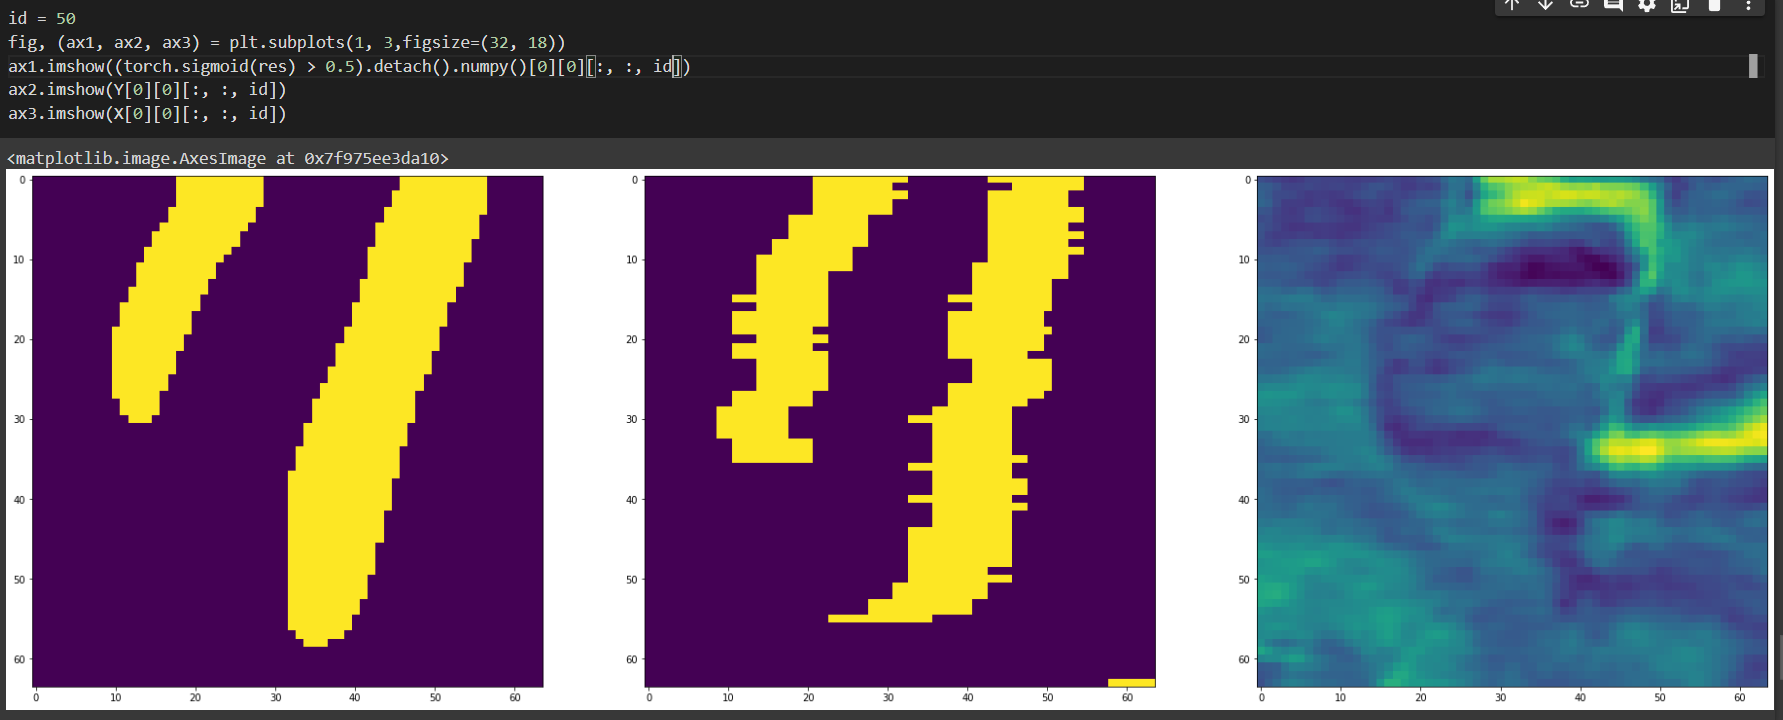 id = 50
fig, (ax1, ax2, ax3) = plt.subplots(1, 3,figsize=(32, 18))
ax1.imshow((torch.sigmoid(res) > 0.5).detach().numpy()[0][0][:, :, id])
ax2.imshow(Y[0][0][:, :, id])
ax3.imshow(X[0][0][:, :, id])
<matplotlib.image.AxesImage at 0x7f975ee3da10>
0
10
20
30
40
50
60
0 10 20 30 40 50 60
0
10
20
30
40
50
60
0 10 20 30 40 50 60
0
10
20
30
40
50
60
0 10 20 30 40 50 60